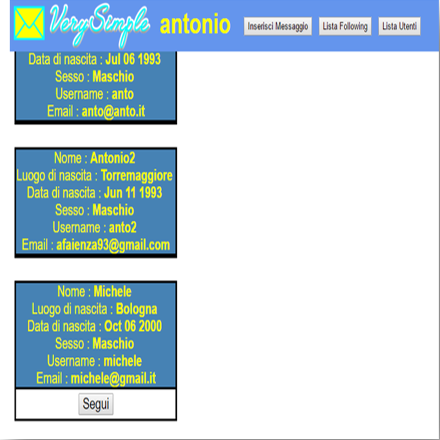 VerySimple antonio Inserisci Messaggio Lista Following Lista Utenti
Data di nascita : Jul 06 1993
Sesso : Maschio
Username : anto
Email : anto@anto.it
Nome : Antonio2
Luogo di nascita : Torremaggiore
Data di nascita : Jun 11 1993
Sesso : Maschio
Username : anto2
Email : afaienza93@gmail.com
Nome : Michele
Luogo di nascita : Bologna
Data di nascita : Oct 06 2000
Sesso : Maschio
Username : michele
Email : michele@gmail.it
Segui